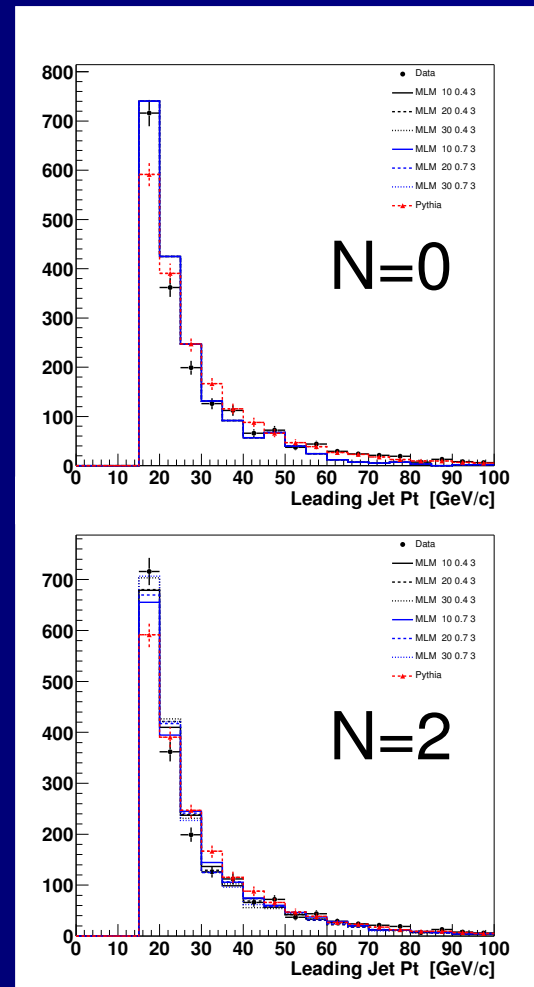 800
700
600
500
400
300
200
100
0
Data
MLM 10 0.4 3
MLM 20 0.4 3
MLM 30 0.4 3
MLM 10 0.7 3
MLM 20 0.7 3
MLM 30 0.7 3
Pythia
N=0
0 10 20 30 40 50 60 70 80 90 100
Leading Jet Pt [GeV/c]
700
600
500
400
300
200
100
0
Data
MLM 10 0.4 3
MLM 20 0.4 3
MLM 30 0.4 3
MLM 10 0.7 3
MLM 20 0.7 3
MLM 30 0.7 3
Pythia
N=2
0 10 20 30 40 50 60 70 80 90 100
Leading Jet Pt [GeV/c]